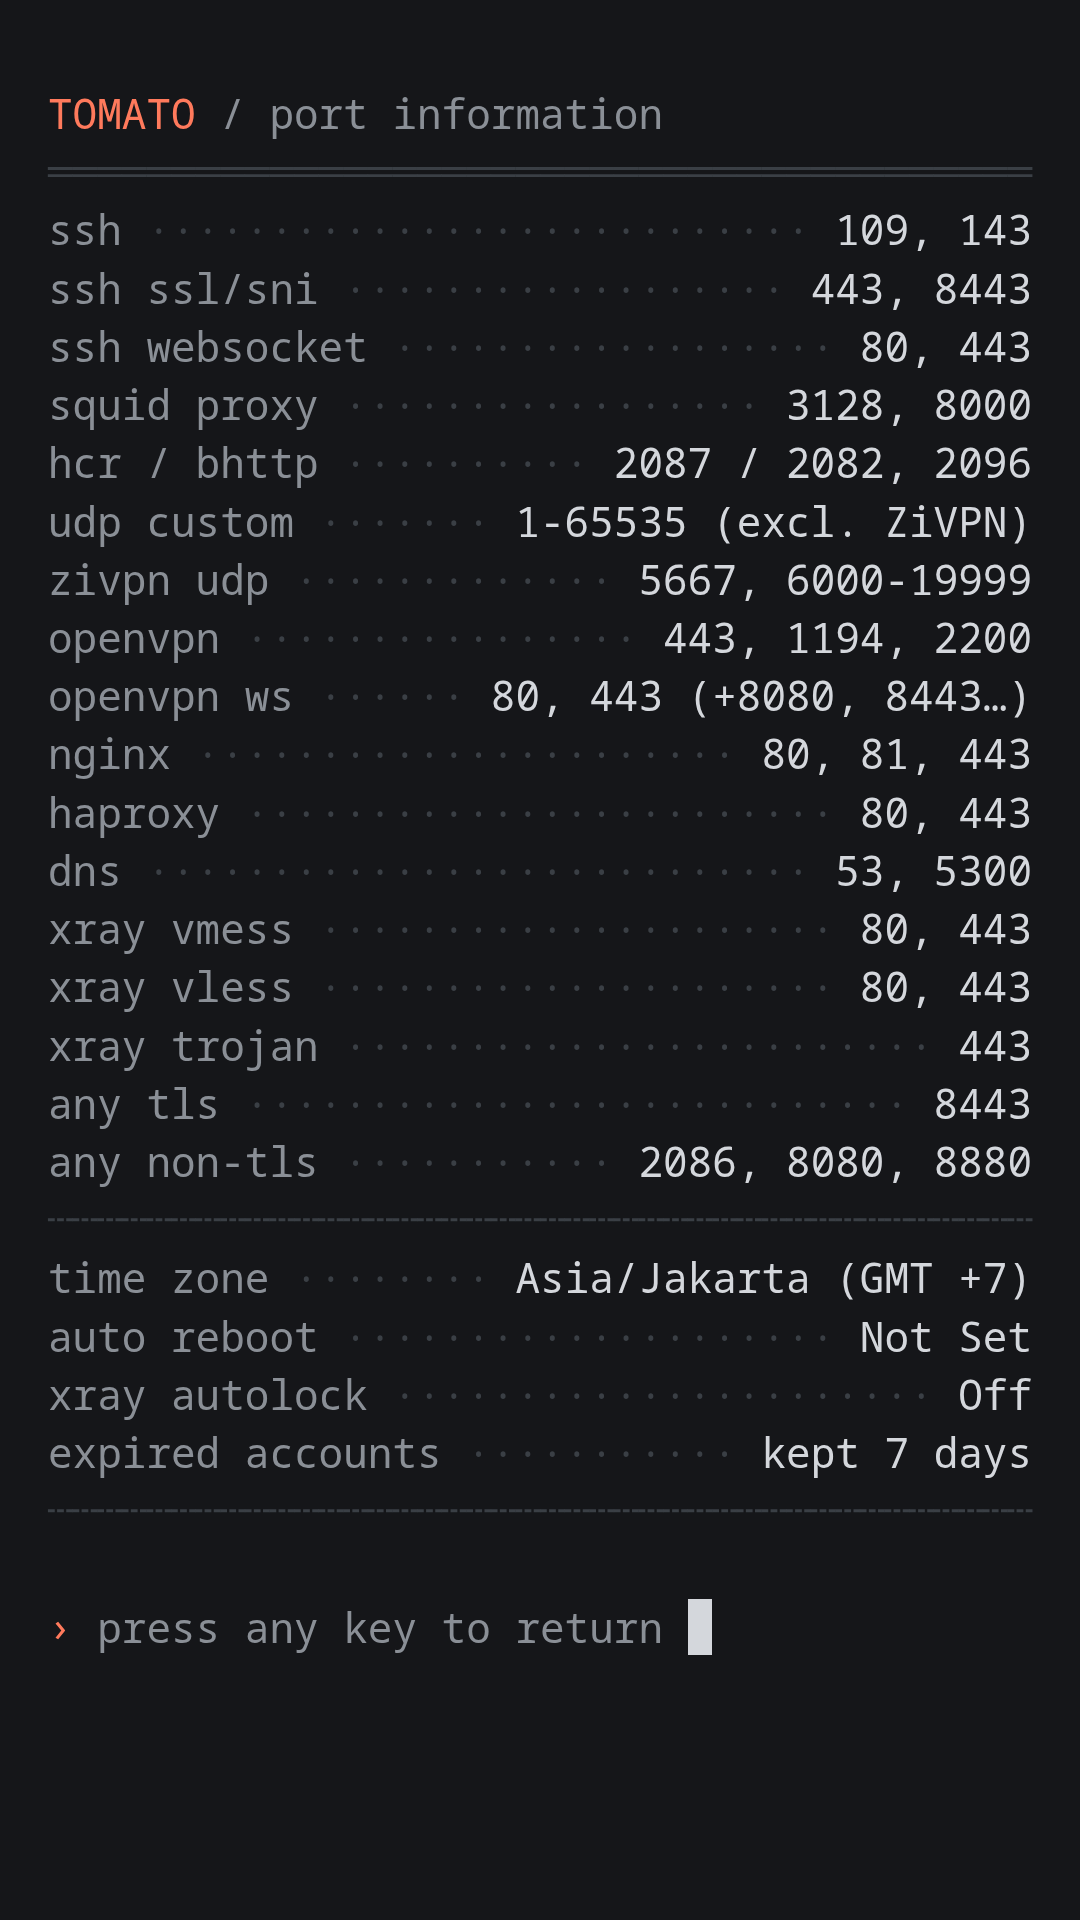 TOMATO / port information
ssh ··························· 109, 143
ssh ssl/sni ·················· 443, 8443
ssh websocket ·················· 80, 443
squid proxy ················· 3128, 8000
hcr / bhttp ·········· 2087 / 2082, 2096
udp custom ······· 1-65535 (excl. ZiVPN)
zivpn udp ············· 5667, 6000-19999
openvpn ················ 443, 1194, 2200
openvpn ws ······ 80, 443 (+8080, 8443…)
nginx ······················ 80, 81, 443
haproxy ························ 80, 443
dns ··························· 53, 5300
xray vmess ····················· 80, 443
xray vless ····················· 80, 443
xray trojan ························ 443
any tls ··························· 8443
any non-tls ··········· 2086, 8080, 8880
time zone ········ Asia/Jakarta (GMT +7)
auto reboot ···················· Not Set
xray autolock ······················ Off
expired accounts ··········· kept 7 days
› press any key to return